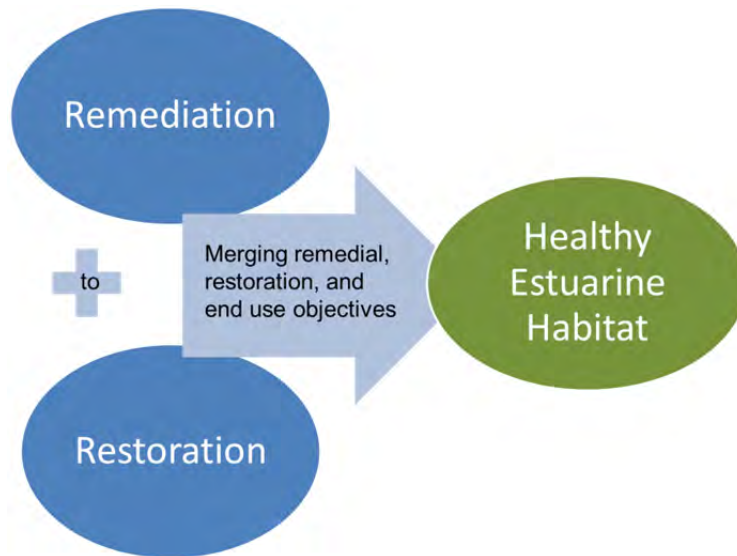 Remediation
to
Merging remedial,
restoration, and
end use objectives
Restoration
Healthy
Estuarine
Habitat